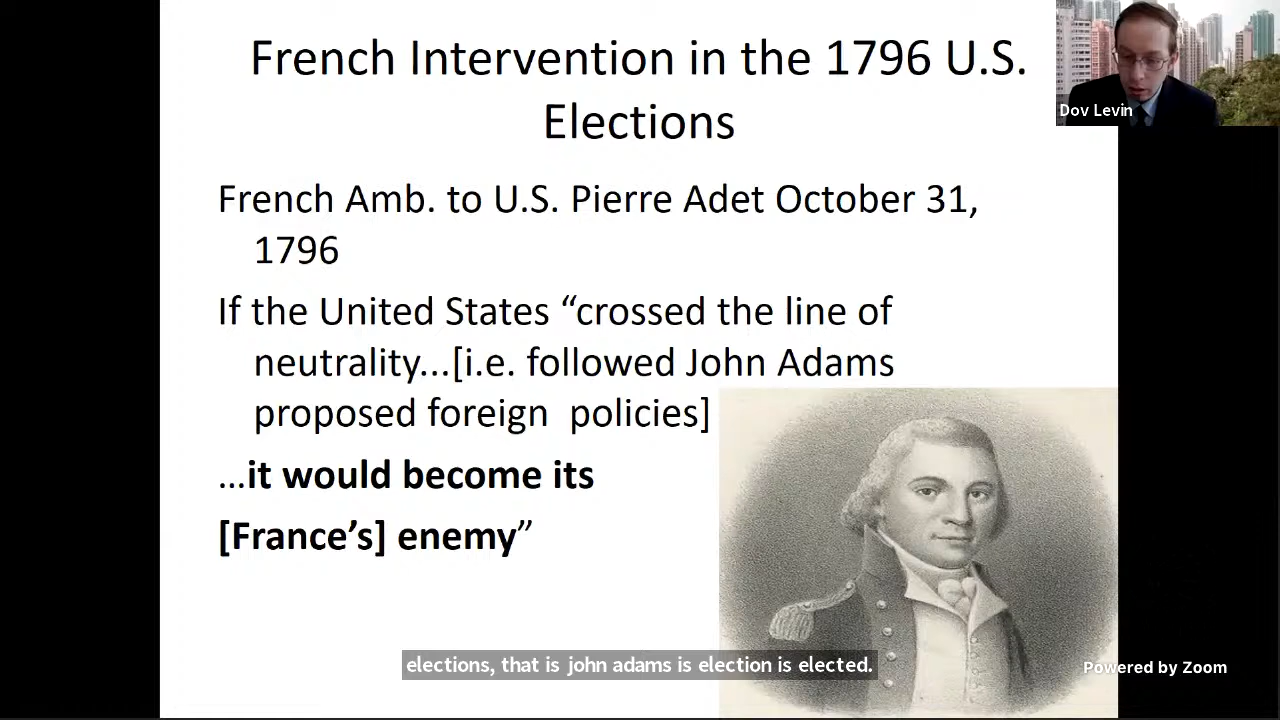 French Intervention in the 1796 U.S.
Elections
Dov Levin
French Amb. to U.S. Pierre Adet October 31,
1796
If the United States “crossed the line of
neutrality...[i.e. followed John Adams
proposed foreign  policies]
...it would become its
[France’s] enemy”
elections, that is john adams is election is elected.
Powered by Zoom